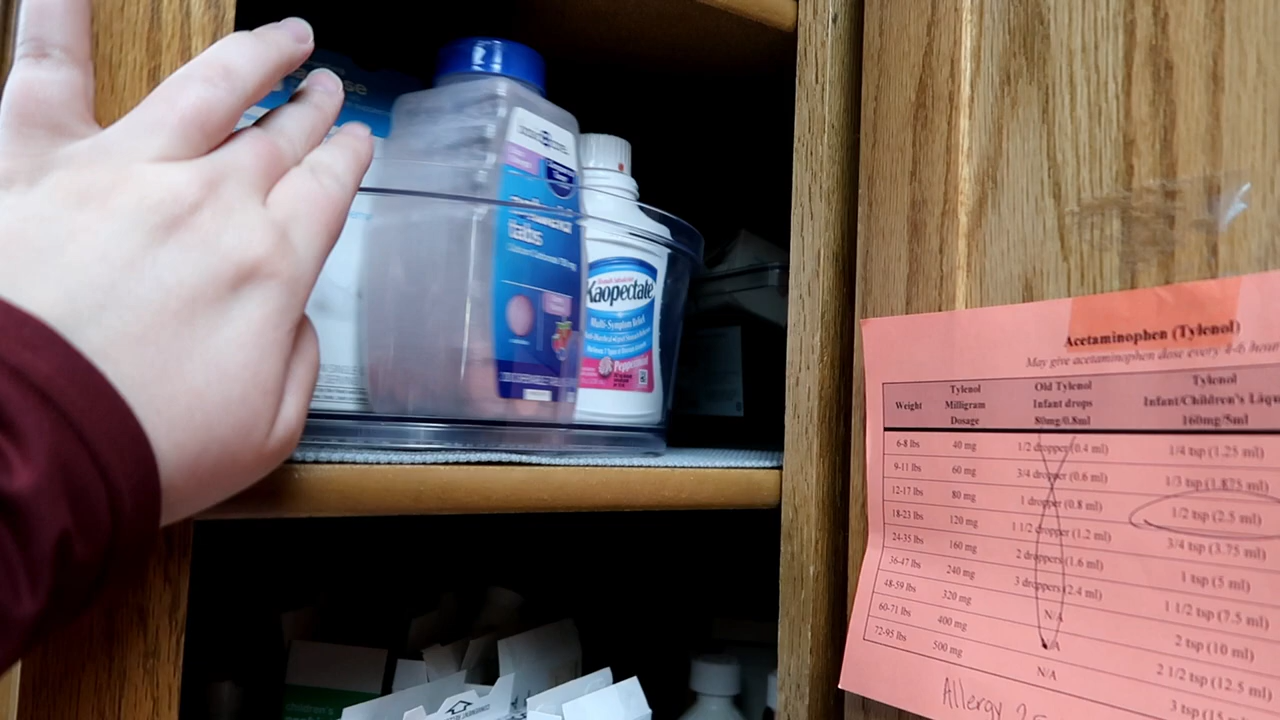 tabs
Kaopectate
Multi-Symptom Relief
Peppermint
Acetaminophen (Tylenol)
May give acetaminophen dose every 4-6 hour
Weight
Tylenol Milligram Dosage
Old Tylenol Infant drops 80mg/0.8ml
Tylenol Infant/Children's Liqu 160mg/5ml
6-8 lbs 40 mg 1/2 dropper (0.4 ml) 1/4 tsp (1.25 ml)
9-11 lbs 60 mg 3/4 dropper (0.6 ml) 1/3 tsp (1.875 ml)
12-17 lbs 80 mg 1 dropper (0.8 ml) 1/2 tsp (2.5 ml)
18-23 lbs 120 mg 1 1/2 dropper (1.2 ml) 3/4 tsp (3.75 ml)
24-35 lbs 160 mg 2 droppers (1.6 ml) 1 tsp (5 ml)
36-47 lbs 240 mg 3 droppers (2.4 ml) 1 1/2 tsp (7.5 ml)
48-59 lbs 320 mg N/A 2 tsp (10 ml)
60-71 lbs 400 mg N/A 2 1/2 tsp (12.5 ml)
72-95 lbs 500 mg N/A 3 tsp (15
Allergy